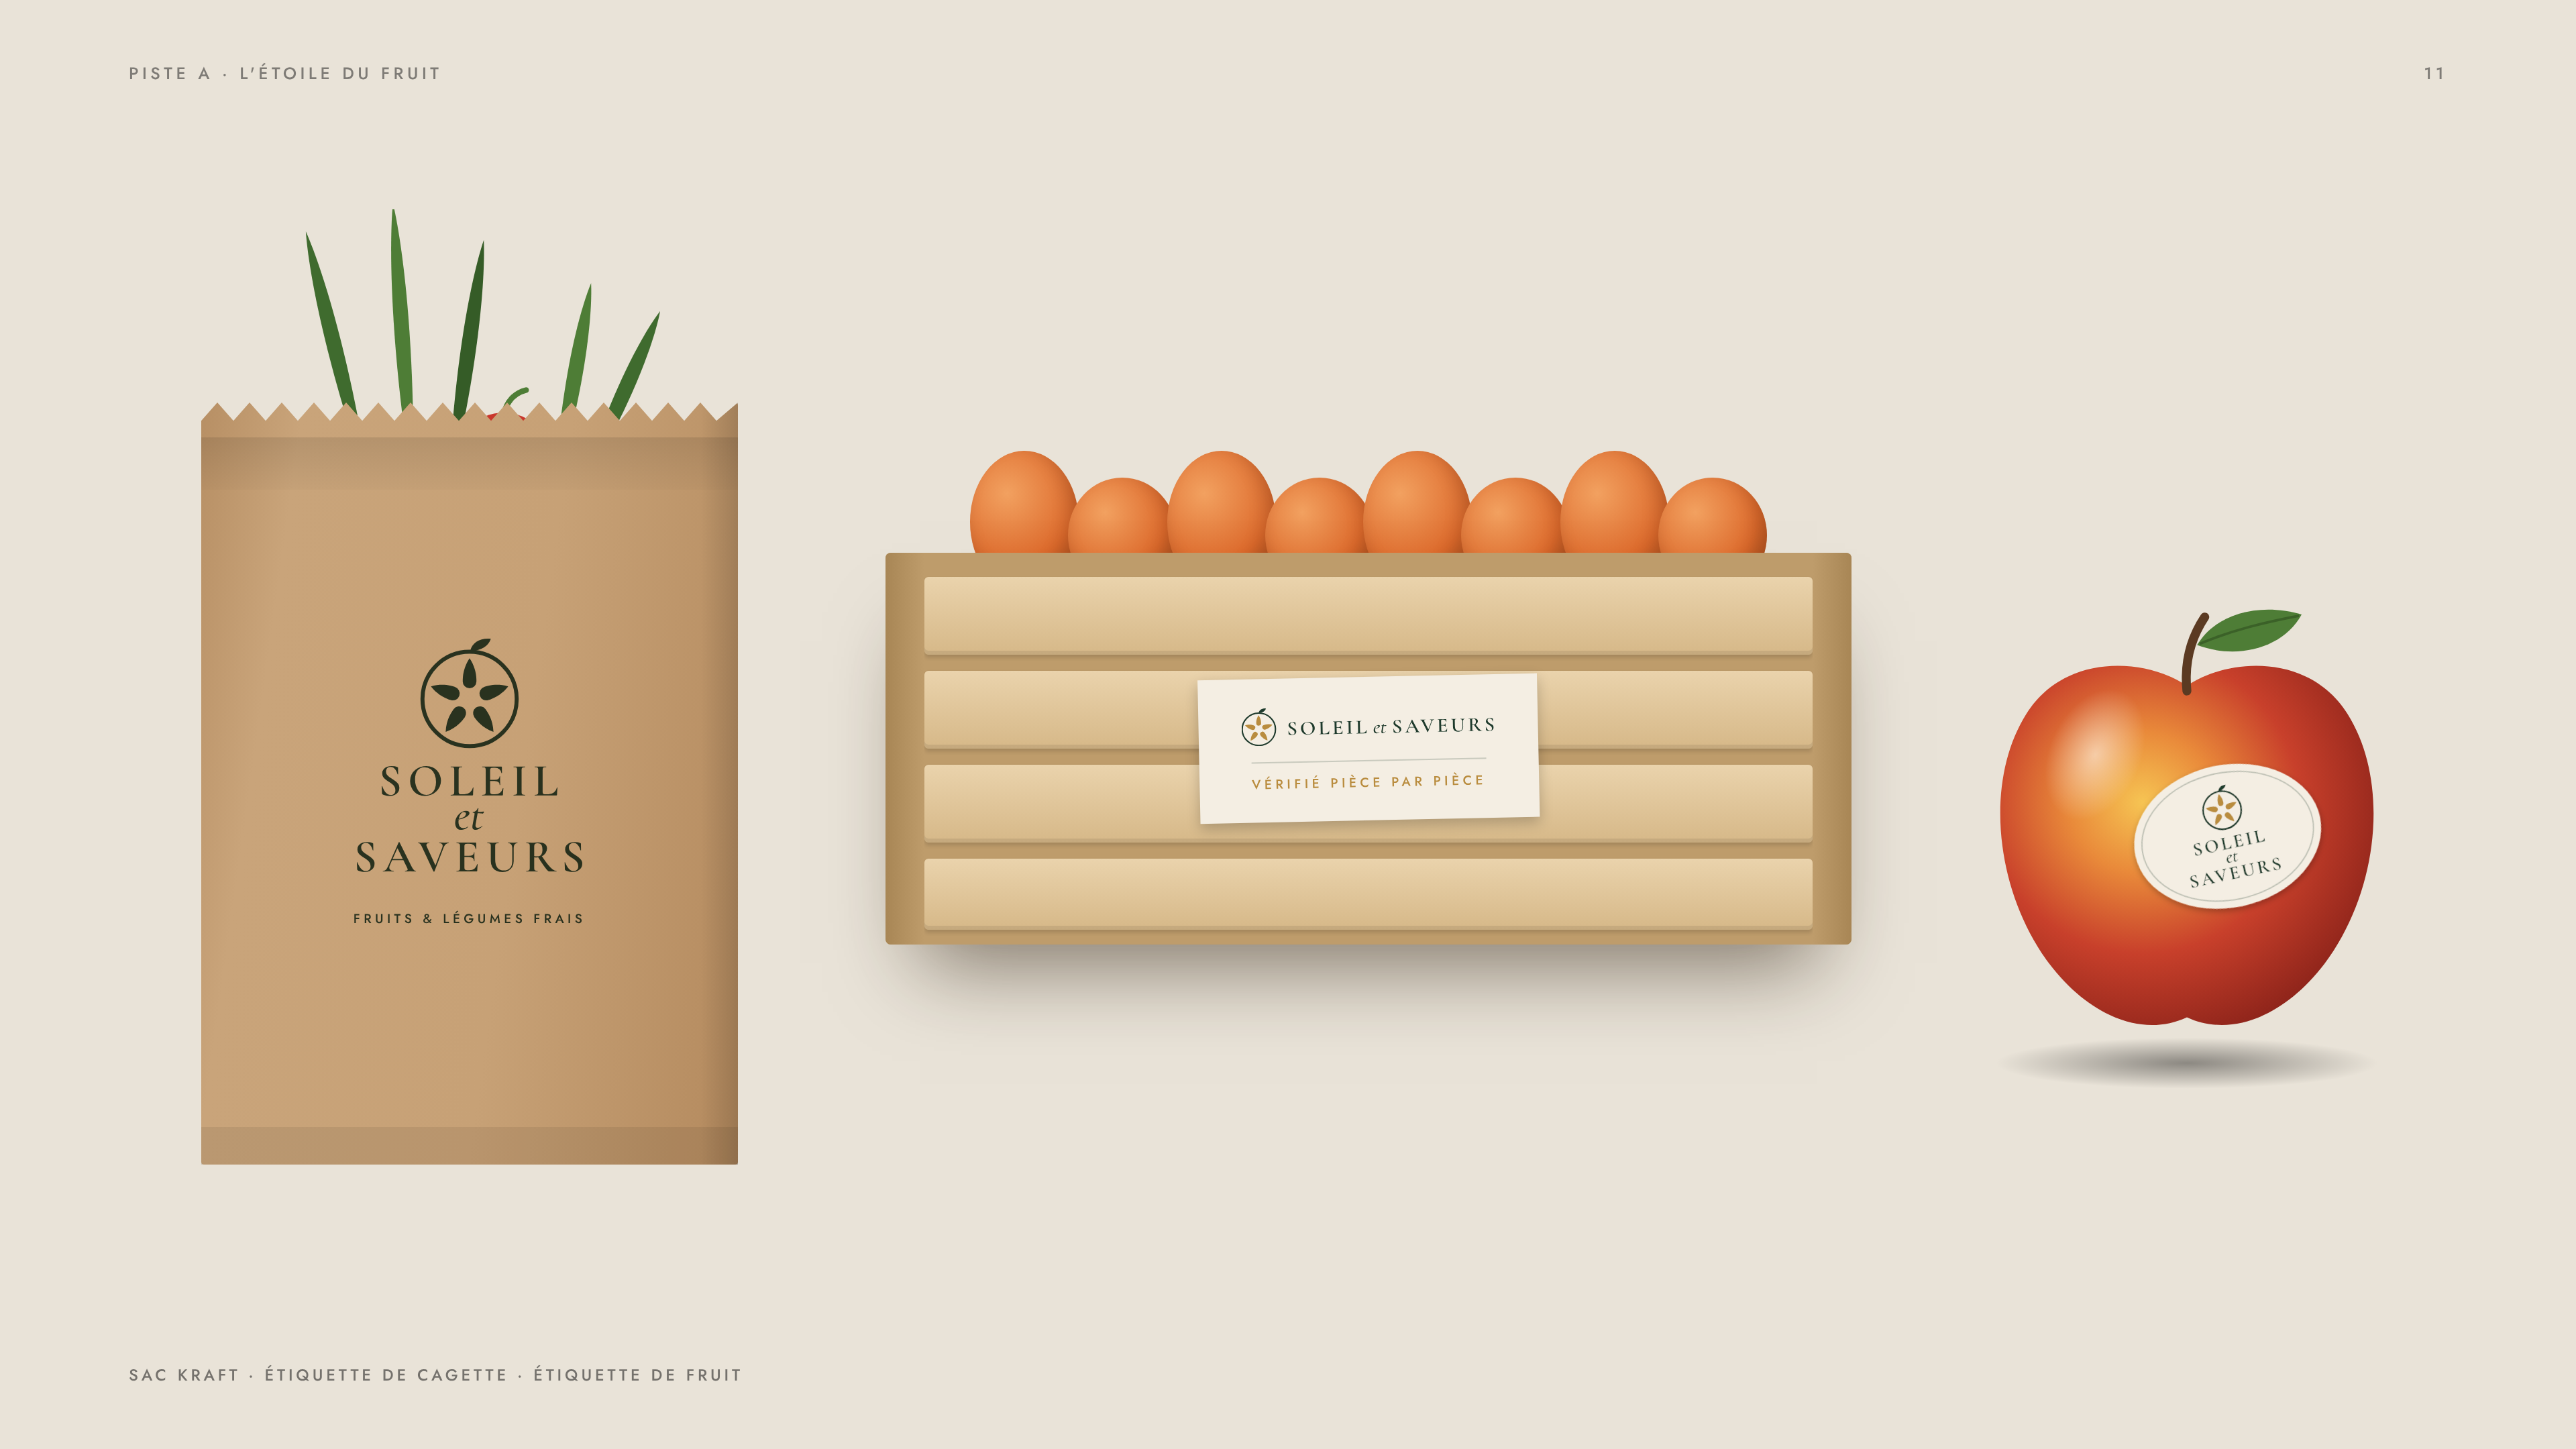 PISTE A · L'ÉTOILE DU FRUIT
11
SOLEIL
et
SAVEURS
FRUITS & LÉGUMES FRAIS
SOLEIL et SAVEURS
VÉRIFIÉ PIÈCE PAR PIÈCE
SOLEIL
et
SAVEURS
SAC KRAFT · ÉTIQUETTE DE CAGETTE · ÉTIQUETTE DE FRUIT